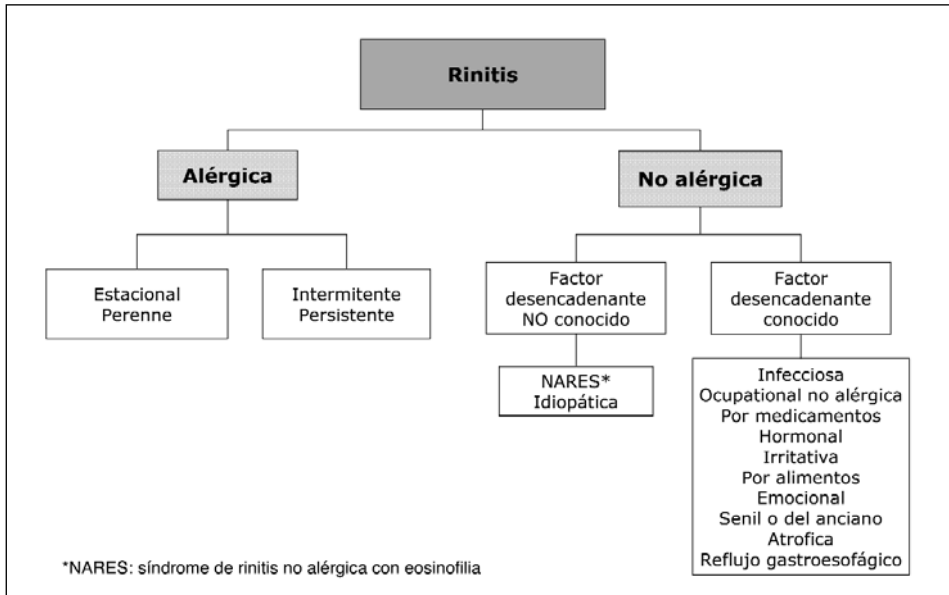 Rinitis
Alérgica
No alérgica
Estacional
Perenne
Intermitente
Persistente
Factor
desencadenante
NO conocido
Factor
desencadenante
conocido
NARES*
Idiopática
Infecciosa
Ocupational no alérgica
Por medicamentos
Hormonal
Irritativa
Por alimentos
Emocional
Senil o del anciano
Atrofica
Reflujo gastroesofágico
*NARES: síndrome de rinitis no alérgica con eosinofilia